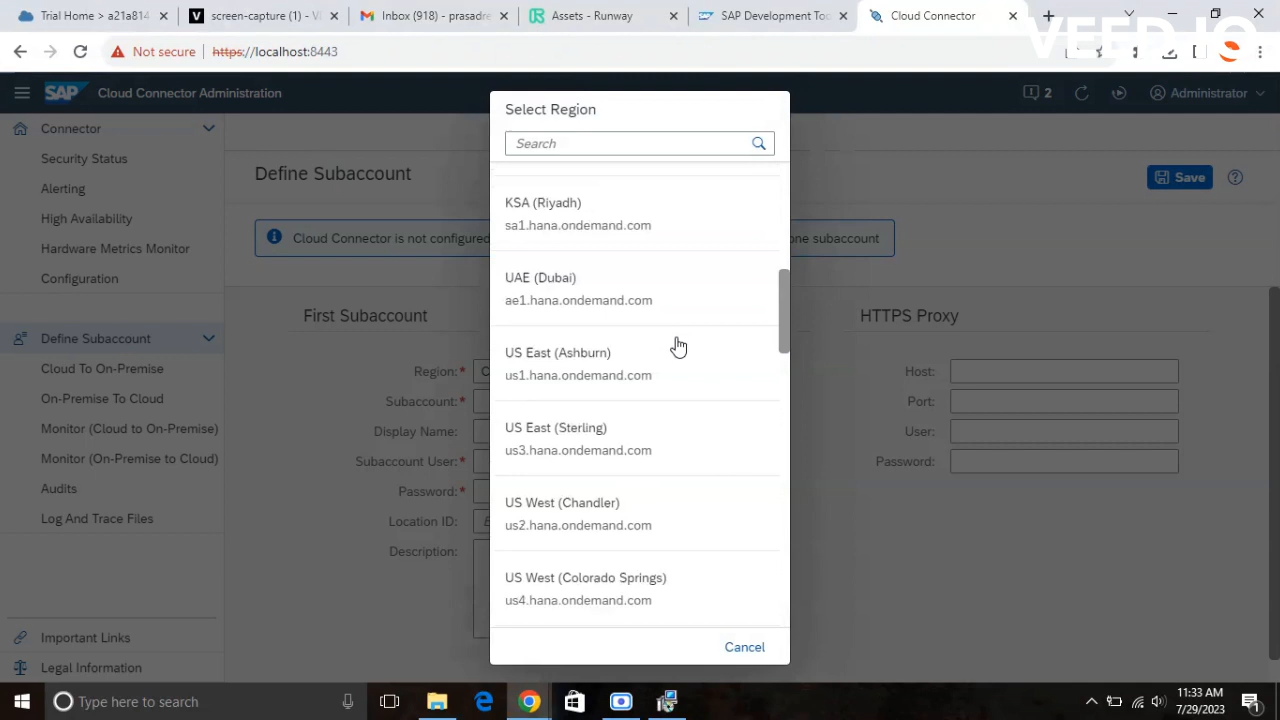 Trial Home > a21a814
screen-capture (1) - V
Inbox (918) - prasadre
Assets - Runway
SAP Development Too
Cloud Connector
VEED.IO
Not secure
https://localhost:8443
SAP
Cloud Connector Administration
2
Administrator
Connector
Security Status
Alerting
High Availability
Hardware Metrics Monitor
Configuration
Define Subaccount
Cloud To On-Premise
On-Premise To Cloud
Monitor (Cloud to On-Premise)
Monitor (On-Premise to Cloud)
Audits
Log And Trace Files
Important Links
Legal Information
Define Subaccount
Save
Cloud Connector is not configured
one subaccount
First Subaccount
Region:*
C
Subaccount:*
Display Name:
Subaccount User:*
Password:*
Location ID:
Description:
HTTPS Proxy
Host:
Port:
User:
Password:
Select Region
Search
KSA (Riyadh)
sa1.hana.ondemand.com
UAE (Dubai)
ae1.hana.ondemand.com
US East (Ashburn)
us1.hana.ondemand.com
US East (Sterling)
us3.hana.ondemand.com
US West (Chandler)
us2.hana.ondemand.com
US West (Colorado Springs)
us4.hana.ondemand.com
Cancel
Type here to search
11:33 AM
7/29/2023
1